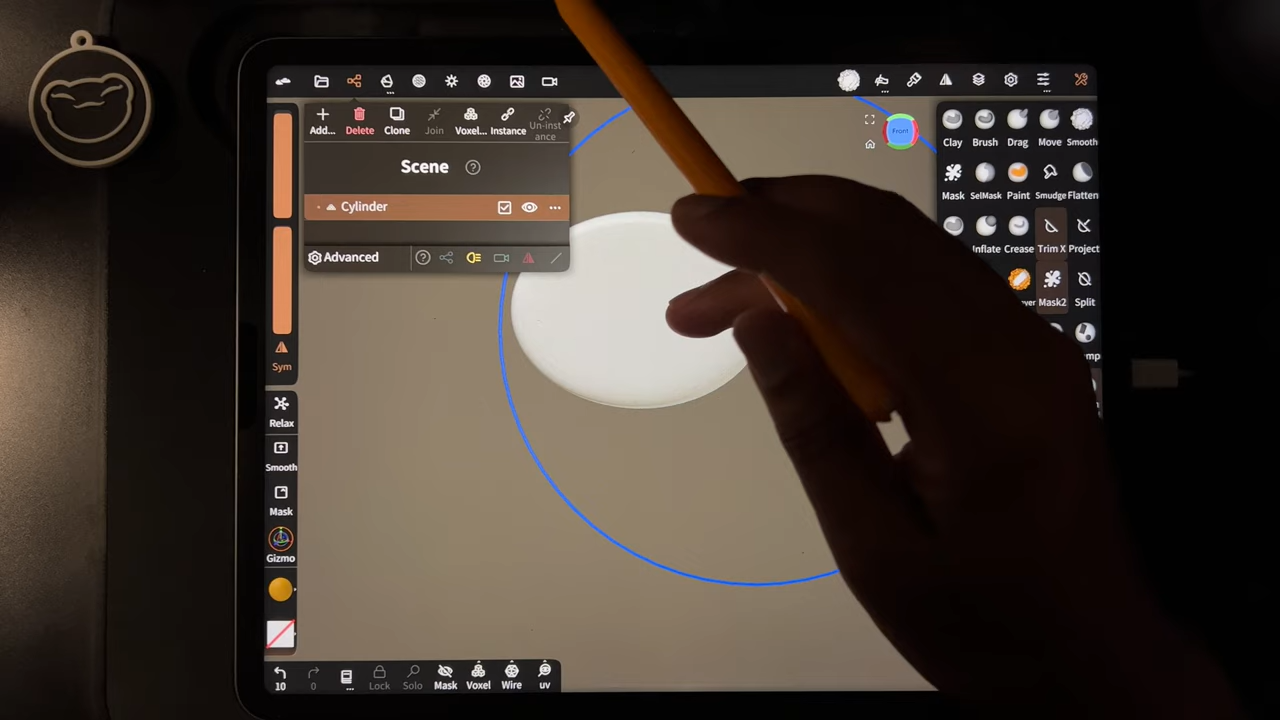 Add...
Delete
Clone
Join
Voxel...
Instance
Un-inst
ance
Scene ?
Cylinder
Advanced
?
Sym
Relax
Smooth
Mask
Gizmo
10
0
Lock
Solo
Mask
Voxel
Wire
uv
Front
Clay
Brush
Drag
Move
Smooth
Mask
SelMask
Paint
Smudge
Flatten
Inflate
Crease
Trim X
Project
Mask2
Split